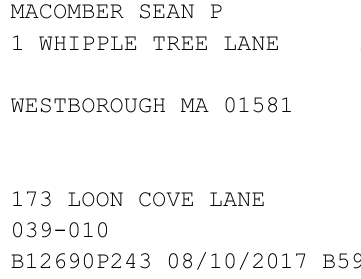 MACOMBER SEAN P
1 WHIPPLE TREE LANE
WESTBOROUGH MA 01581
173 LOON COVE LANE
039-010
B12690P243 08/10/2017 B59